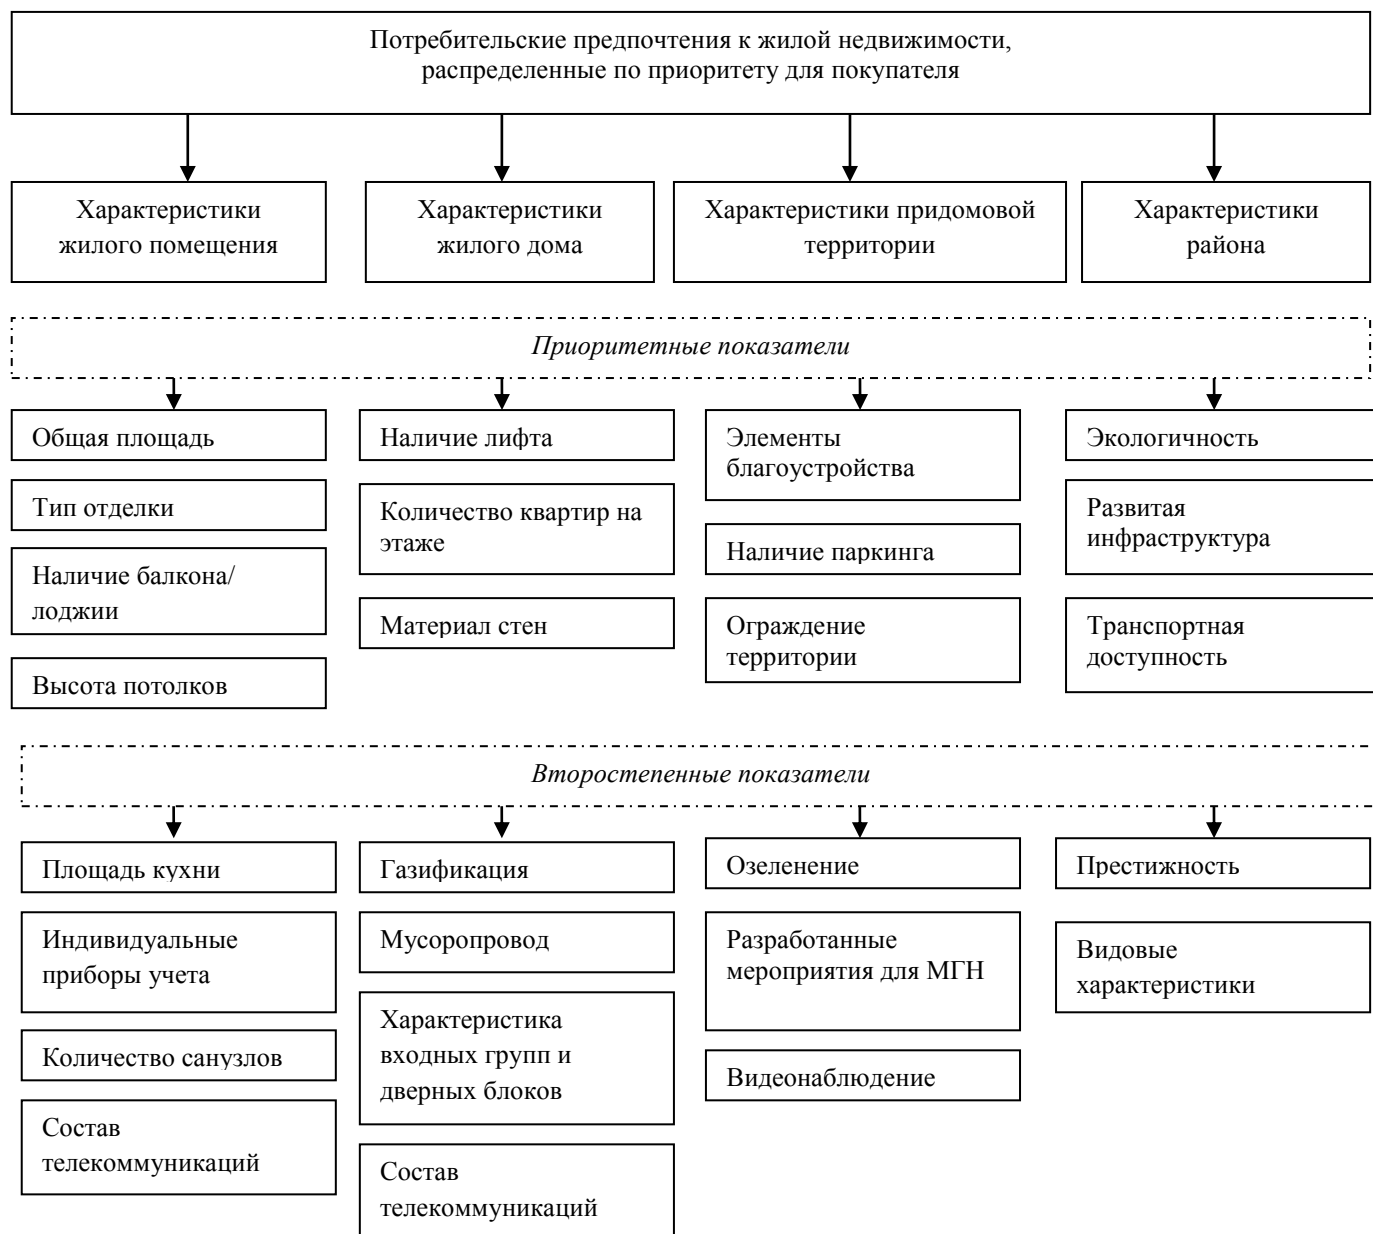 Потребительские предпочтения к жилой недвижимости,
распределенные по приоритету для покупателя
Характеристики
жилого помещения
Характеристики
жилого дома
Характеристики придомовой
территории
Характеристики
района
Приоритетные показатели
Общая площадь
Тип отделки
Наличие балкона/
лоджии
Высота потолков
Наличие лифта
Количество квартир на
этаже
Материал стен
Элементы
благоустройства
Наличие паркинга
Ограждение
территории
Экологичность
Развитая
инфраструктура
Транспортная
доступность
Второстепенные показатели
Площадь кухни
Индивидуальные
приборы учета
Количество санузлов
Состав
телекоммуникаций
Газификация
Мусоропровод
Характеристика
входных групп и
дверных блоков
Состав
телекоммуникаций
Озеленение
Разработанные
мероприятия для МГН
Видеонаблюдение
Престижность
Видовые
характеристики